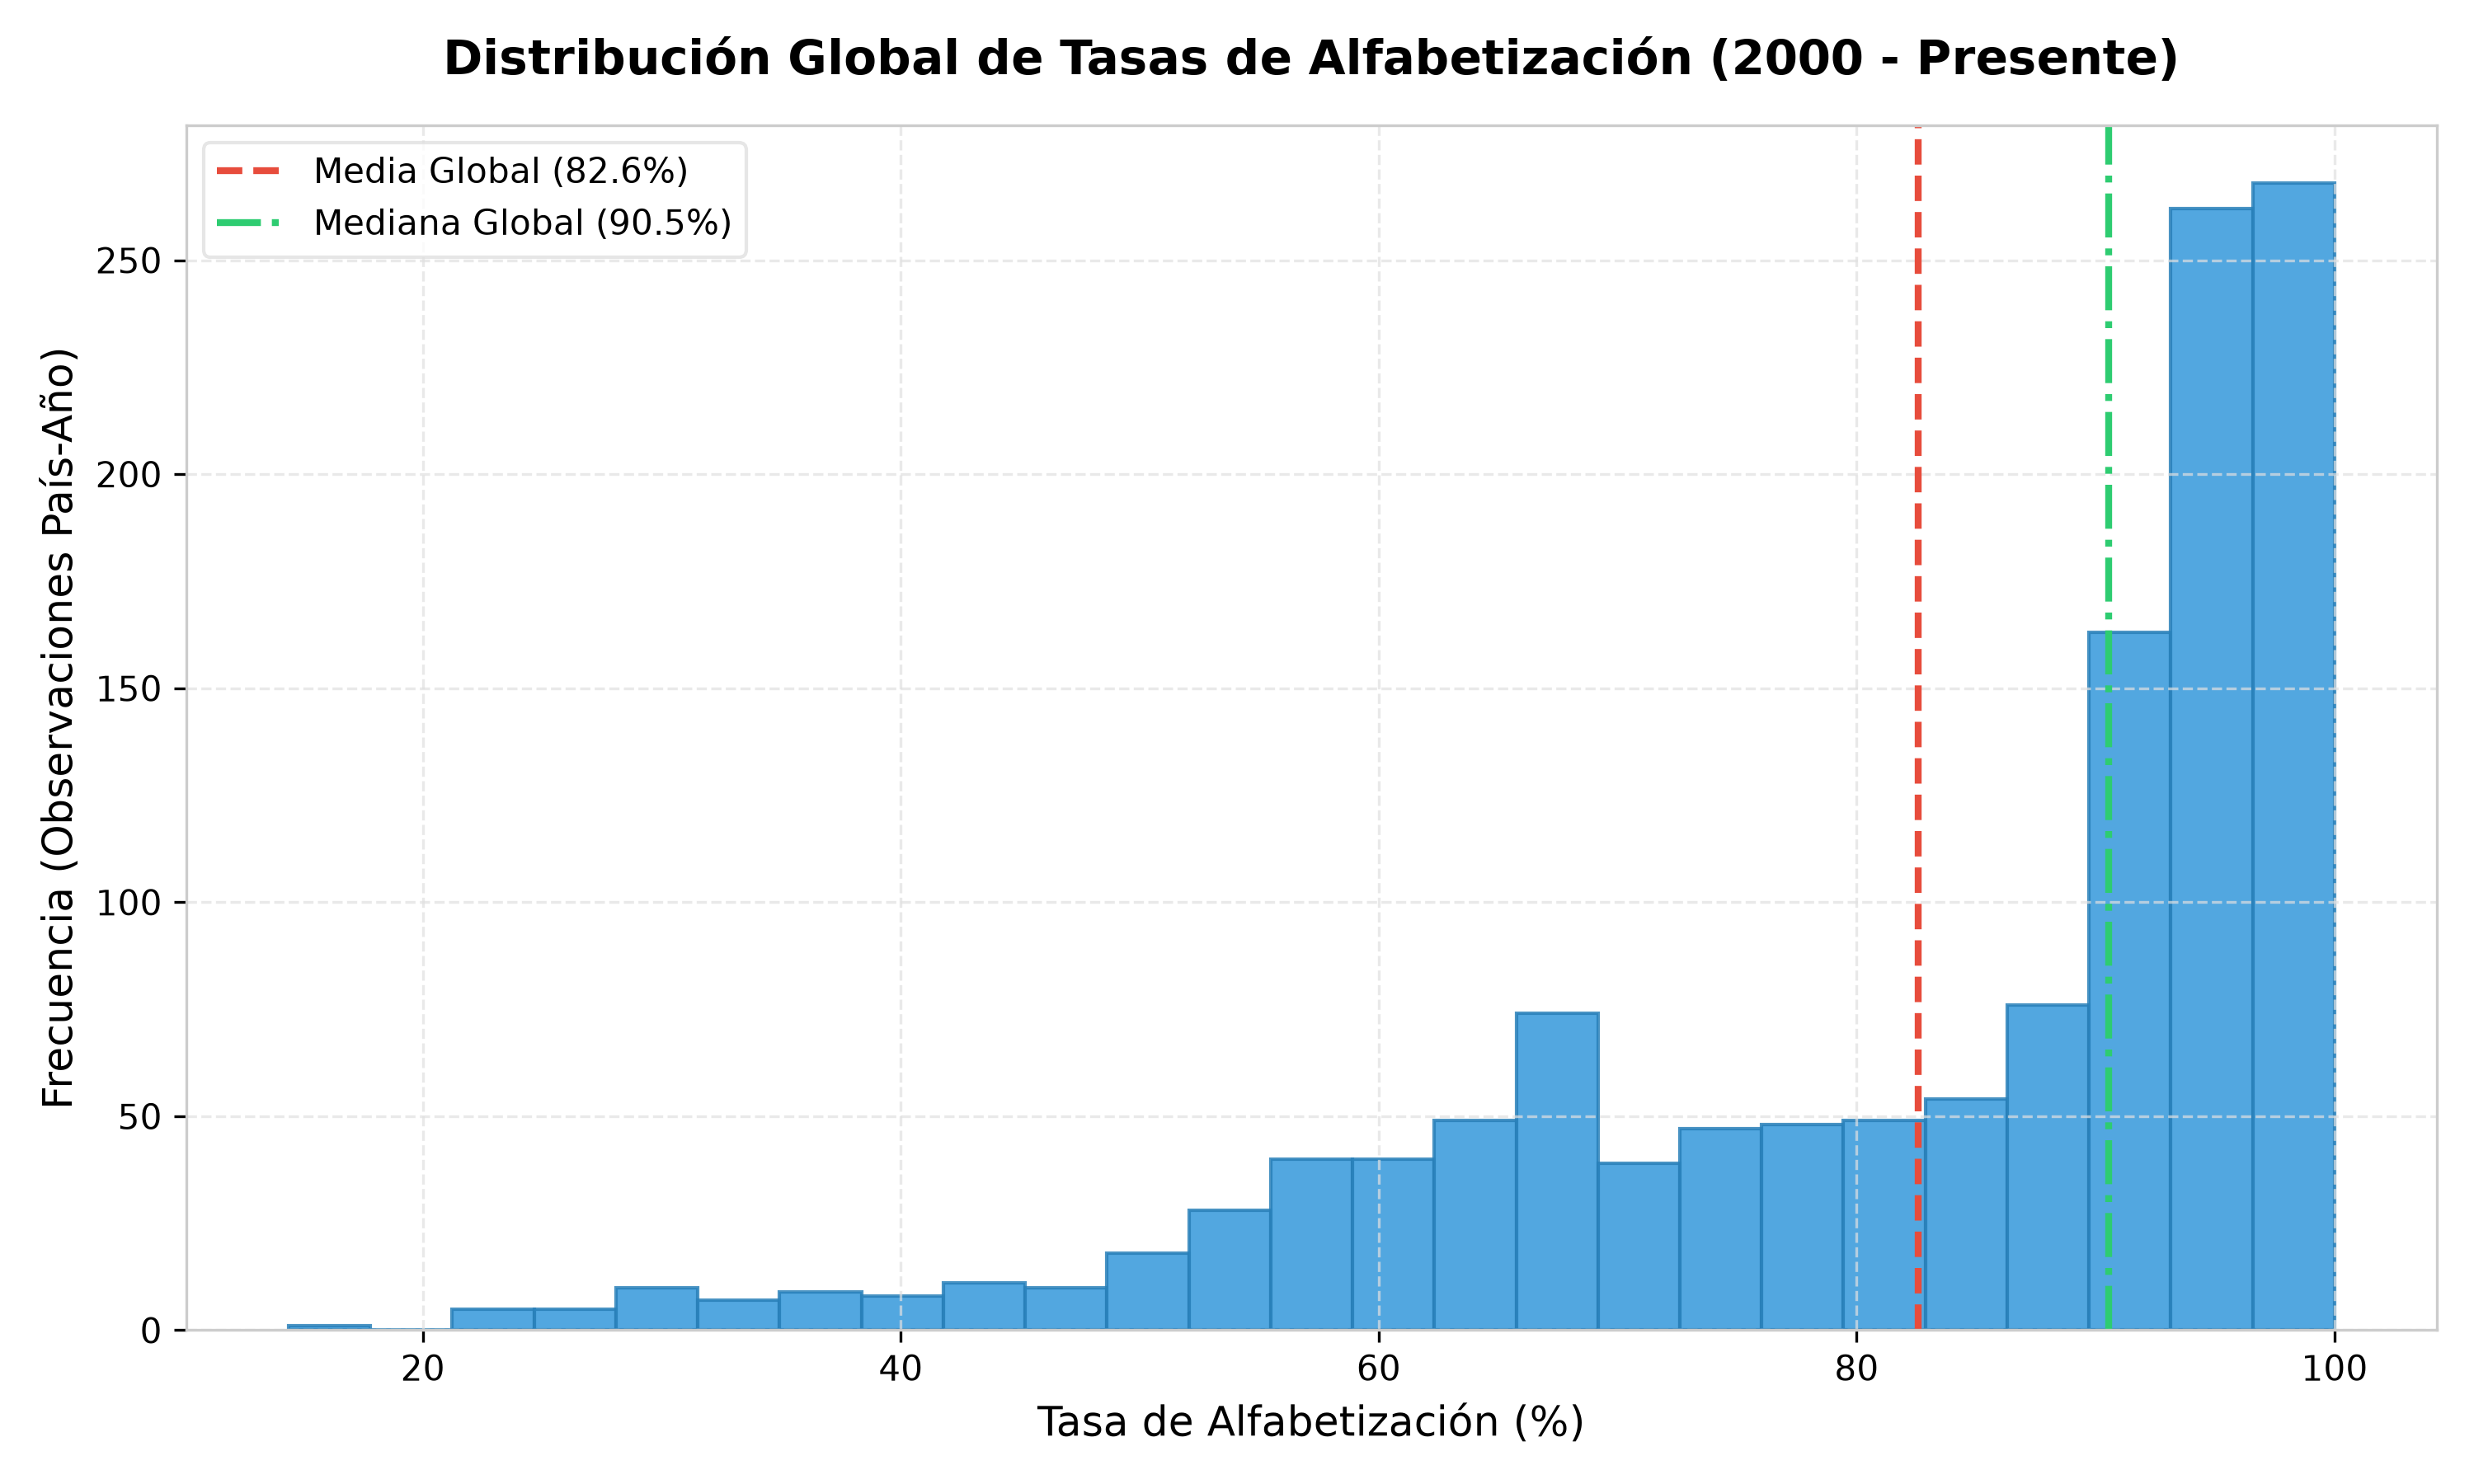 Distribución Global de Tasas de Alfabetización (2000 - Presente)
Media Global (82.6%)
Mediana Global (90.5%)
Frecuencia (Observaciones País-Año)
250
200
150
100
50
0
20 40 60 80 100
Tasa de Alfabetización (%)